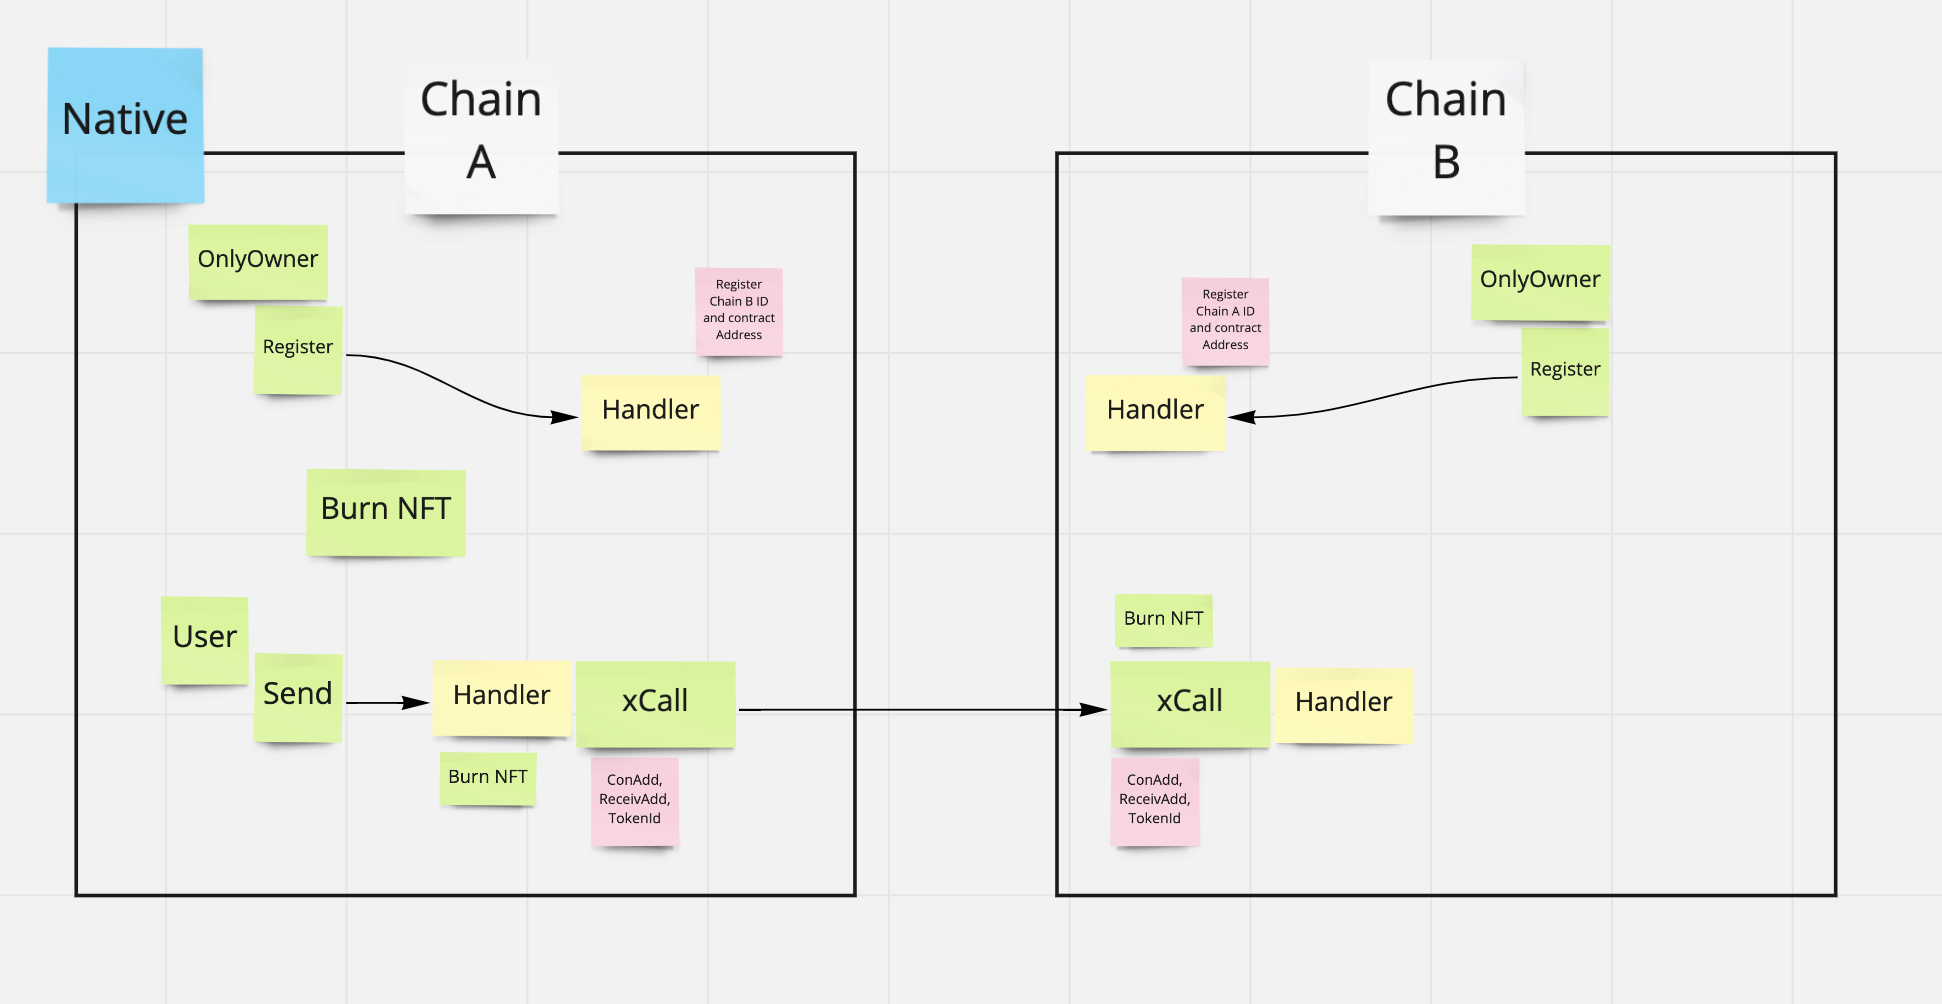 Native
Chain
A
OnlyOwner
Register
Register
Chain B ID
and contract
Address
Handler
Burn NFT
User
Send
Handler
xCall
Burn NFT
ConAdd,
ReceivAdd,
TokenId
Chain
B
OnlyOwner
Register
Register
Chain A ID
and contract
Address
Handler
Burn NFT
xCall
Handler
ConAdd,
ReceivAdd,
TokenId